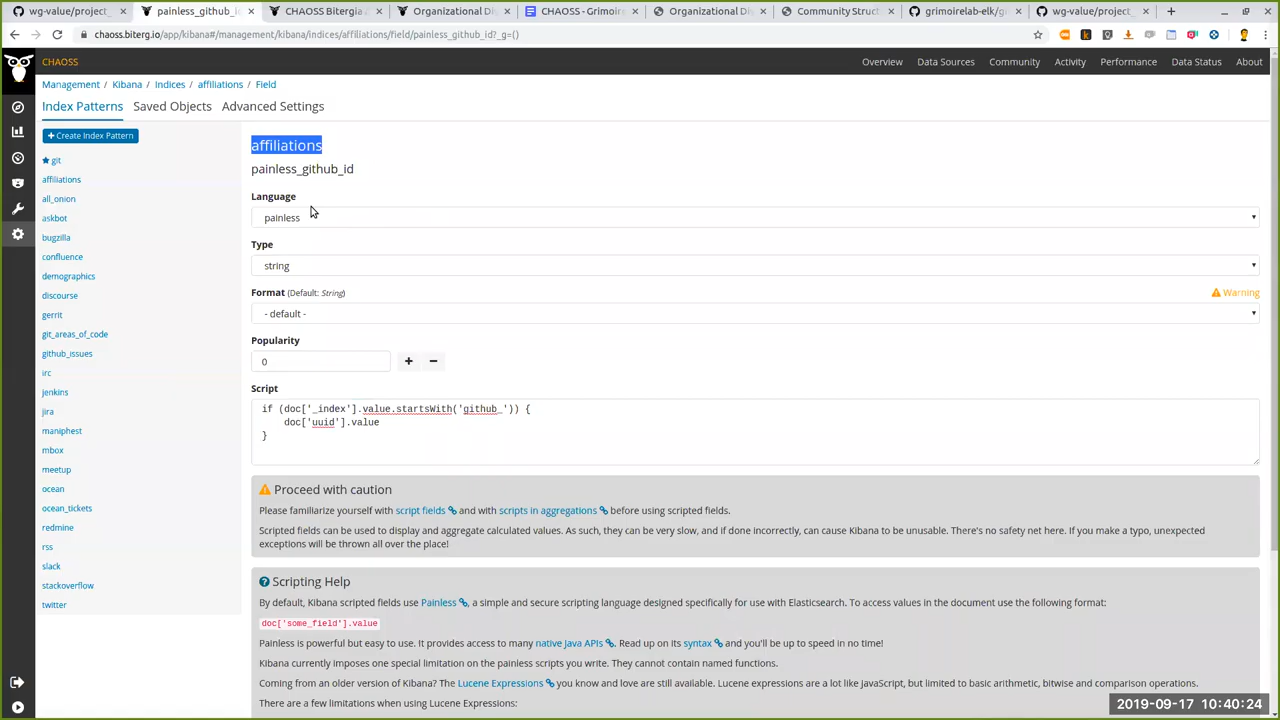 wg-value/project_
painless_github_id
CHAOSS Bitergia
Organizational Di
CHAOSS - Grimoire
Organizational D
Community Struc
grimoirelab-elk/g
wg-value/project_
chaoss.biterg.io/app/kibana#/management/kibana/indices/affiliations/field/painless_github_id?_g=()
CHAOSS
Overview Data Sources Community Activity Performance Data Status About
Management / Kibana / Indices / affiliations / Field
Index Patterns Saved Objects Advanced Settings
Create Index Pattern
git
affiliations
all_onion
askbot
bugzilla
confluence
demographics
discourse
gerrit
git_areas_of_code
github_issues
irc
jenkins
jira
maniphest
mbox
meetup
ocean
ocean_tickets
redmine
rss
slack
stackoverflow
twitter
affiliations
painless_github_id
Language
painless
Type
string
Format (Default: String)
Warning
- default -
Popularity
0
Script
if (doc['_index'].value.startsWith('github_')) {
doc['uuid'].value
}
Proceed with caution
Please familiarize yourself with script fields and with scripts in aggregations before using scripted fields.
Scripted fields can be used to display and aggregate calculated values. As such, they can be very slow, and if done incorrectly, can cause Kibana to be unusable. There's no safety net here. If you make a typo, unexpected
exceptions will be thrown all over the place!
Scripting Help
By default, Kibana scripted fields use Painless, a simple and secure scripting language designed specifically for use with Elasticsearch. To access values in the document use the following format:
doc['some_field'].value
Painless is powerful but easy to use. It provides access to many native Java APIs. Read up on its syntax and you'll be up to speed in no time!
Kibana currently imposes one special limitation on the painless scripts you write. They cannot contain named functions.
Coming from an older version of Kibana? The Lucene Expressions you know and love are still available. Lucene expressions are a lot like JavaScript, but limited to basic arithmetic, bitwise and comparison operations.
There are a few limitations when using Lucene Expressions:
2019-09-17 10:40:24